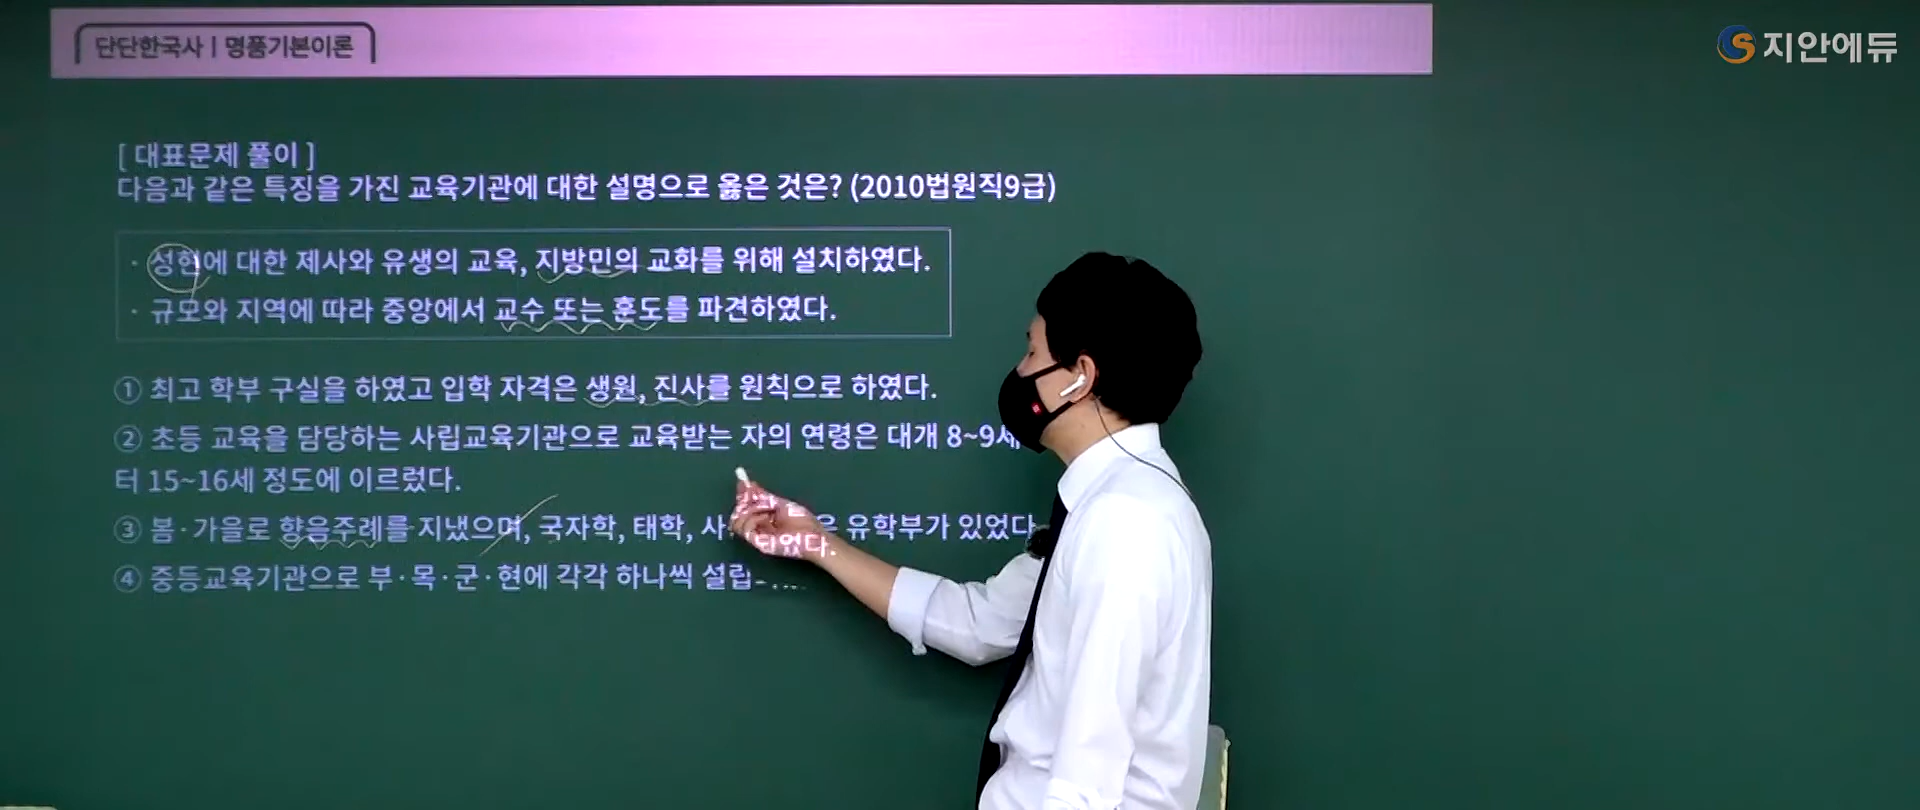 단단한국사 | 명품기본이론
지안에듀
[ 대표문제 풀이 ]
다음과 같은 특징을 가진 교육기관에 대한 설명으로 옳은 것은? (2010법원직9급)
· 성현에 대한 제사와 유생의 교육, 지방민의 교화를 위해 설치하였다.
· 규모와 지역에 따라 중앙에서 교수 또는 훈도를 파견하였다.
① 최고 학부 구실을 하였고 입학 자격은 생원, 진사를 원칙으로 하였다.
② 초등 교육을 담당하는 사립교육기관으로 교육받는 자의 연령은 대개 8~9세
터 15~16세 정도에 이르렀다.
③ 봄·가을로 향음주례를 지냈으며, 국자학, 태학, 유학부가 있었다
④ 중등교육기관으로 부·목·군·현에 각각 하나씩 설립되었다.